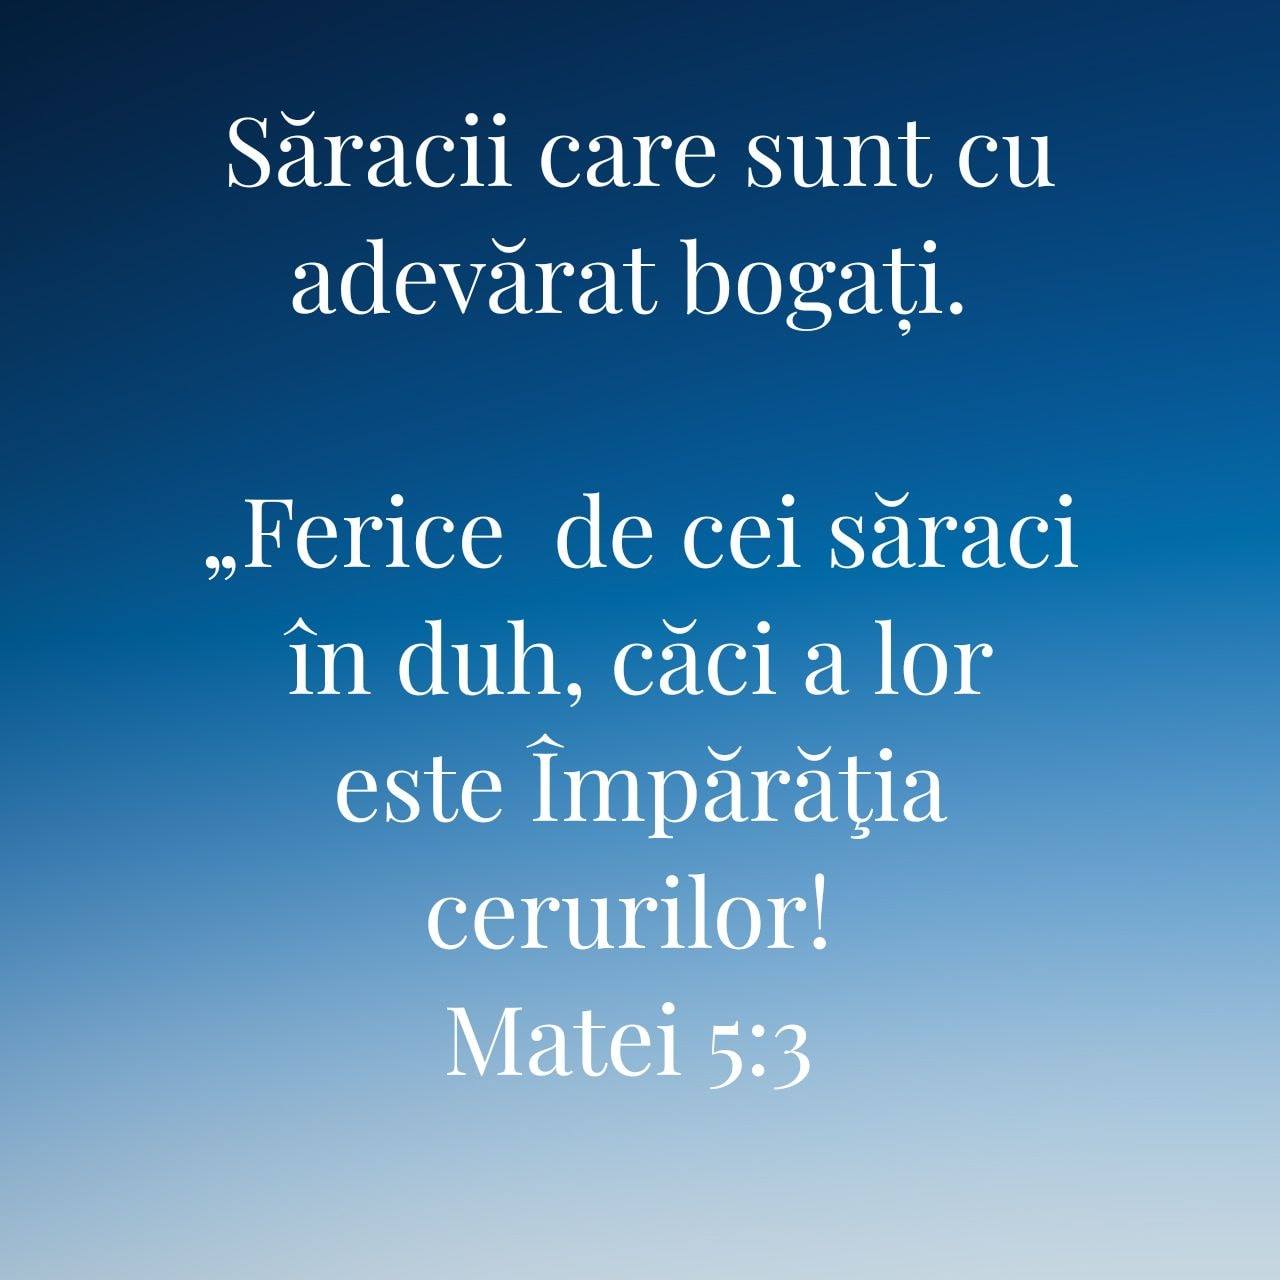 Săracii care sunt cu
adevărat bogați.
„Ferice  de cei săraci
în duh, căci a lor
este Împărăţia
cerurilor!
Matei 5:3